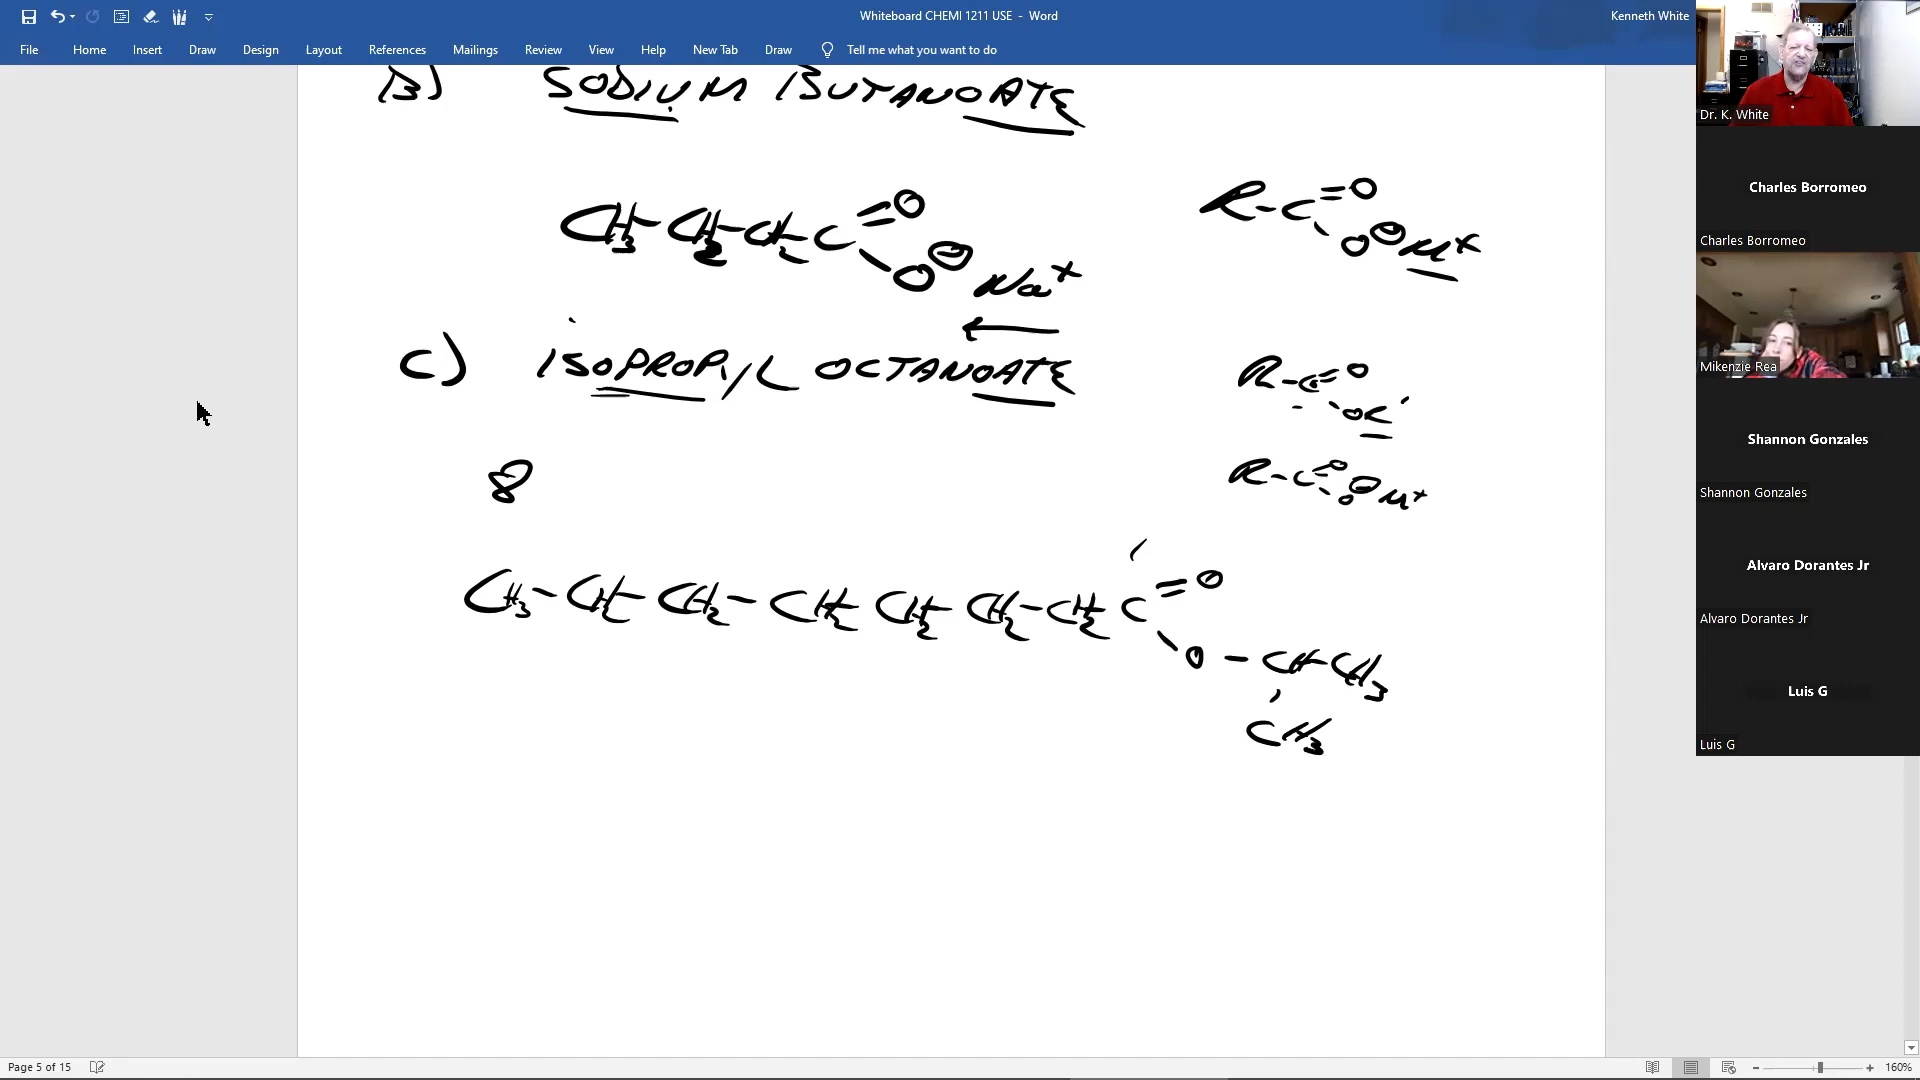 Whiteboard CHEMI 1211 USE - Word
Kenneth White
File Home Insert Draw Design Layout References Mailings Review View Help New Tab Draw Tell me what you want to do
B) SODIUM BUTANOATE
CH3-CH2-CH2-C=O
O⊖ Na+
R-C=O
O⊖M+
C) ISOPROPYL OCTANOATE
R-C=O
OC
8
R-C=O
O⊖M+
CH3-CH2-CH2-CH2-CH2-CH2-CH2-C=O
O-CH-CH3
CH3
Dr. K. White
Charles Borromeo
Charles Borromeo
Mikenzie Rea
Shannon Gonzales
Shannon Gonzales
Alvaro Dorantes Jr
Alvaro Dorantes Jr
Luis G
Luis G
Page 5 of 15
160%